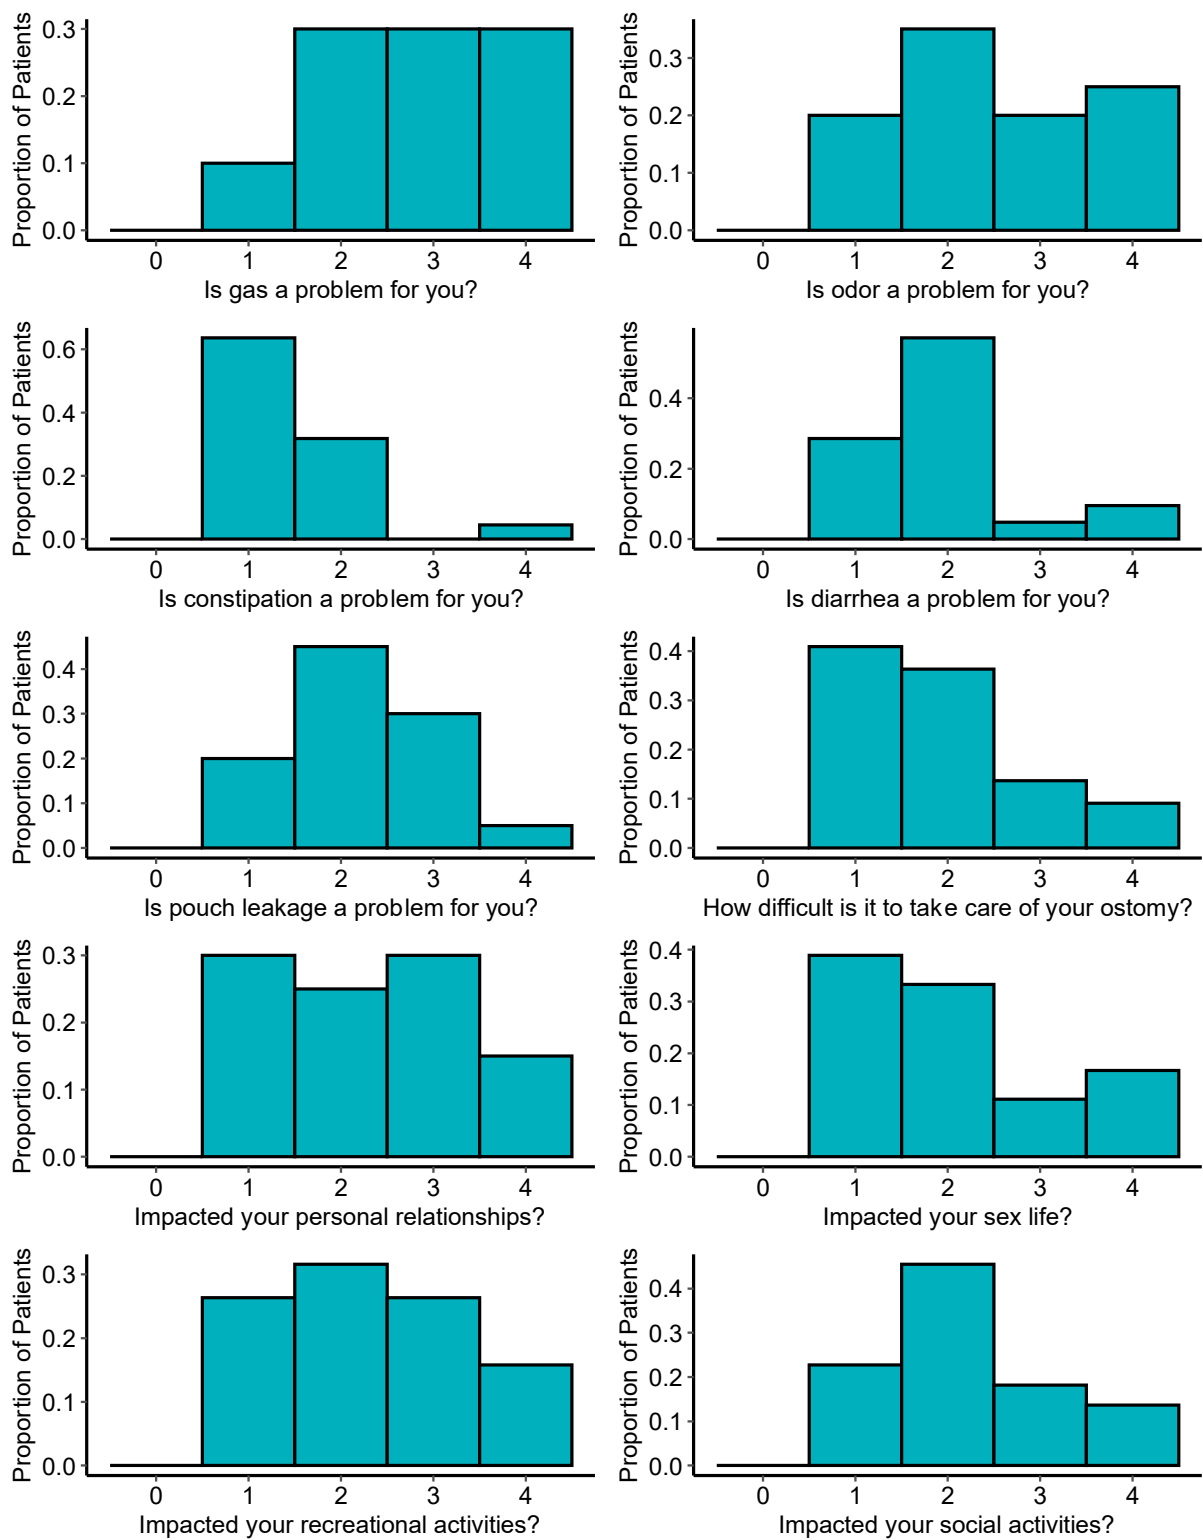 Proportion of Patients
0.3
0.2
0.1
0.0
0 1 2 3 4
Is gas a problem for you?
Proportion of Patients
0.3
0.2
0.1
0.0
0 1 2 3 4
Is odor a problem for you?
Proportion of Patients
0.6
0.4
0.2
0.0
0 1 2 3 4
Is constipation a problem for you?
Proportion of Patients
0.4
0.2
0.0
0 1 2 3 4
Is diarrhea a problem for you?
Proportion of Patients
0.4
0.3
0.2
0.1
0.0
0 1 2 3 4
Is pouch leakage a problem for you?
Proportion of Patients
0.4
0.3
0.2
0.1
0.0
0 1 2 3 4
How difficult is it to take care of your ostomy?
Proportion of Patients
0.3
0.2
0.1
0.0
0 1 2 3 4
Impacted your personal relationships?
Proportion of Patients
0.4
0.3
0.2
0.1
0.0
0 1 2 3 4
Impacted your sex life?
Proportion of Patients
0.3
0.2
0.1
0.0
0 1 2 3 4
Impacted your recreational activities?
Proportion of Patients
0.4
0.3
0.2
0.1
0.0
0 1 2 3 4
Impacted your social activities?